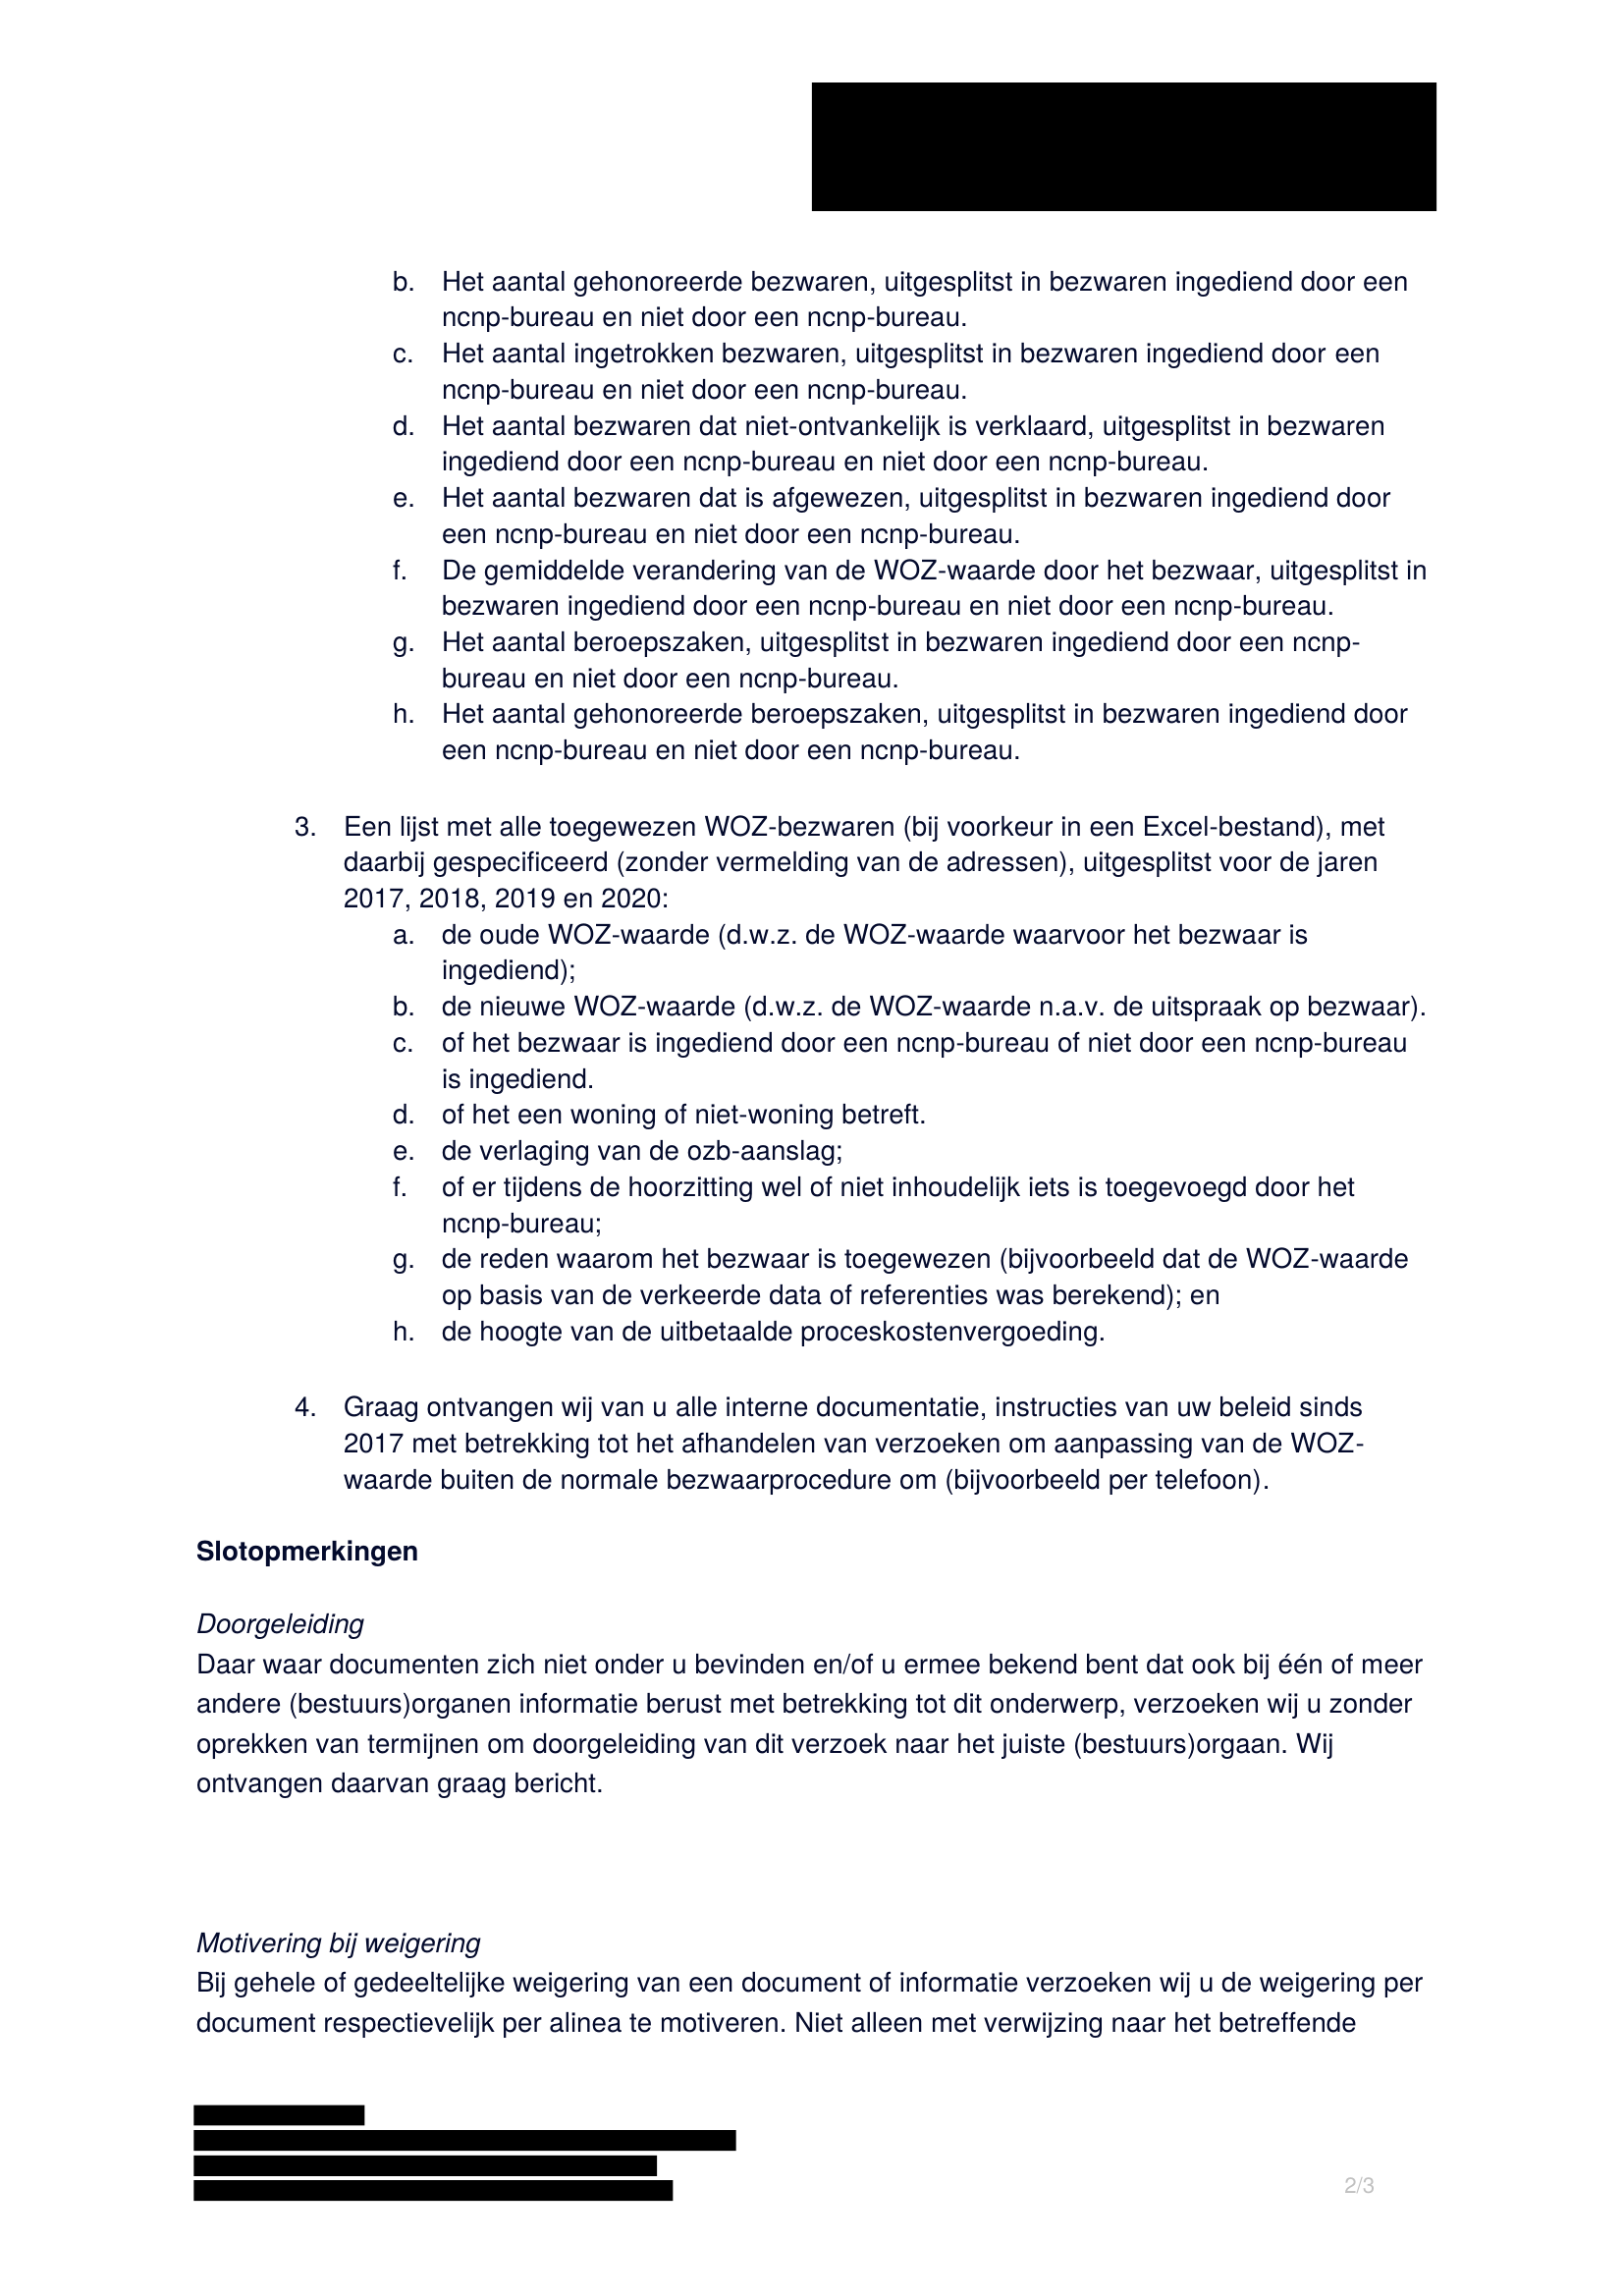 b. Het aantal gehonoreerde bezwaren, uitgesplitst in bezwaren ingediend door een
ncnp-bureau en niet door een ncnp-bureau.
c. Het aantal ingetrokken bezwaren, uitgesplitst in bezwaren ingediend door een
ncnp-bureau en niet door een ncnp-bureau.
d. Het aantal bezwaren dat niet-ontvankelijk is verklaard, uitgesplitst in bezwaren
ingediend door een ncnp-bureau en niet door een ncnp-bureau.
e. Het aantal bezwaren dat is afgewezen, uitgesplitst in bezwaren ingediend door
een ncnp-bureau en niet door een ncnp-bureau.
f. De gemiddelde verandering van de WOZ-waarde door het bezwaar, uitgesplitst in
bezwaren ingediend door een ncnp-bureau en niet door een ncnp-bureau.
g. Het aantal beroepszaken, uitgesplitst in bezwaren ingediend door een ncnp-
bureau en niet door een ncnp-bureau.
h. Het aantal gehonoreerde beroepszaken, uitgesplitst in bezwaren ingediend door
een ncnp-bureau en niet door een ncnp-bureau.
3. Een lijst met alle toegewezen WOZ-bezwaren (bij voorkeur in een Excel-bestand), met
daarbij gespecificeerd (zonder vermelding van de adressen), uitgesplitst voor de jaren
2017, 2018, 2019 en 2020:
a. de oude WOZ-waarde (d.w.z. de WOZ-waarde waarvoor het bezwaar is
ingediend);
b. de nieuwe WOZ-waarde (d.w.z. de WOZ-waarde n.a.v. de uitspraak op bezwaar).
c. of het bezwaar is ingediend door een ncnp-bureau of niet door een ncnp-bureau
is ingediend.
d. of het een woning of niet-woning betreft.
e. de verlaging van de ozb-aanslag;
f. of er tijdens de hoorzitting wel of niet inhoudelijk iets is toegevoegd door het
ncnp-bureau;
g. de reden waarom het bezwaar is toegewezen (bijvoorbeeld dat de WOZ-waarde
op basis van de verkeerde data of referenties was berekend); en
h. de hoogte van de uitbetaalde proceskostenvergoeding.
4. Graag ontvangen wij van u alle interne documentatie, instructies van uw beleid sinds
2017 met betrekking tot het afhandelen van verzoeken om aanpassing van de WOZ-
waarde buiten de normale bezwaarprocedure om (bijvoorbeeld per telefoon).
Slotopmerkingen
Doorgeleiding
Daar waar documenten zich niet onder u bevinden en/of u ermee bekend bent dat ook bij één of meer
andere (bestuurs)organen informatie berust met betrekking tot dit onderwerp, verzoeken wij u zonder
oprekken van termijnen om doorgeleiding van dit verzoek naar het juiste (bestuurs)orgaan. Wij
ontvangen daarvan graag bericht.
Motivering bij weigering
Bij gehele of gedeeltelijke weigering van een document of informatie verzoeken wij u de weigering per
document respectievelijk per alinea te motiveren. Niet alleen met verwijzing naar het betreffende
2/3